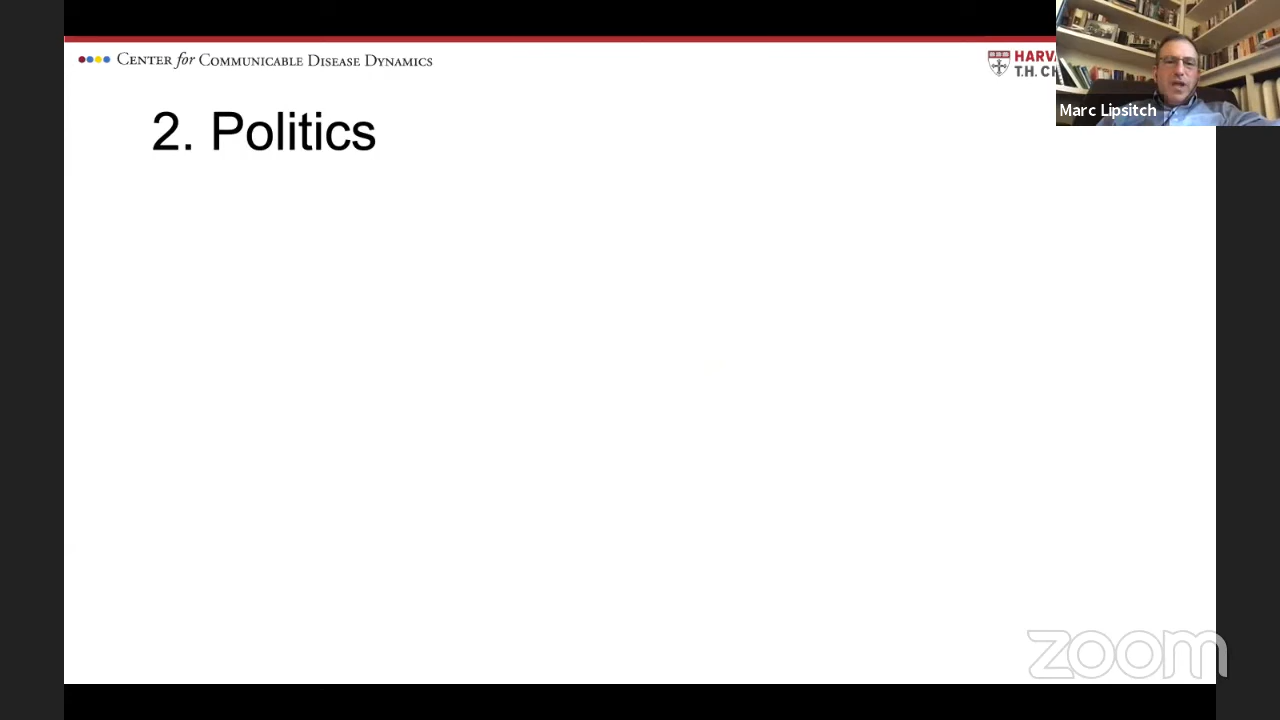 CENTER for COMMUNICABLE DISEASE DYNAMICS
HARVA
T.H. CH
Marc Lipsitch
2. Politics
zoom